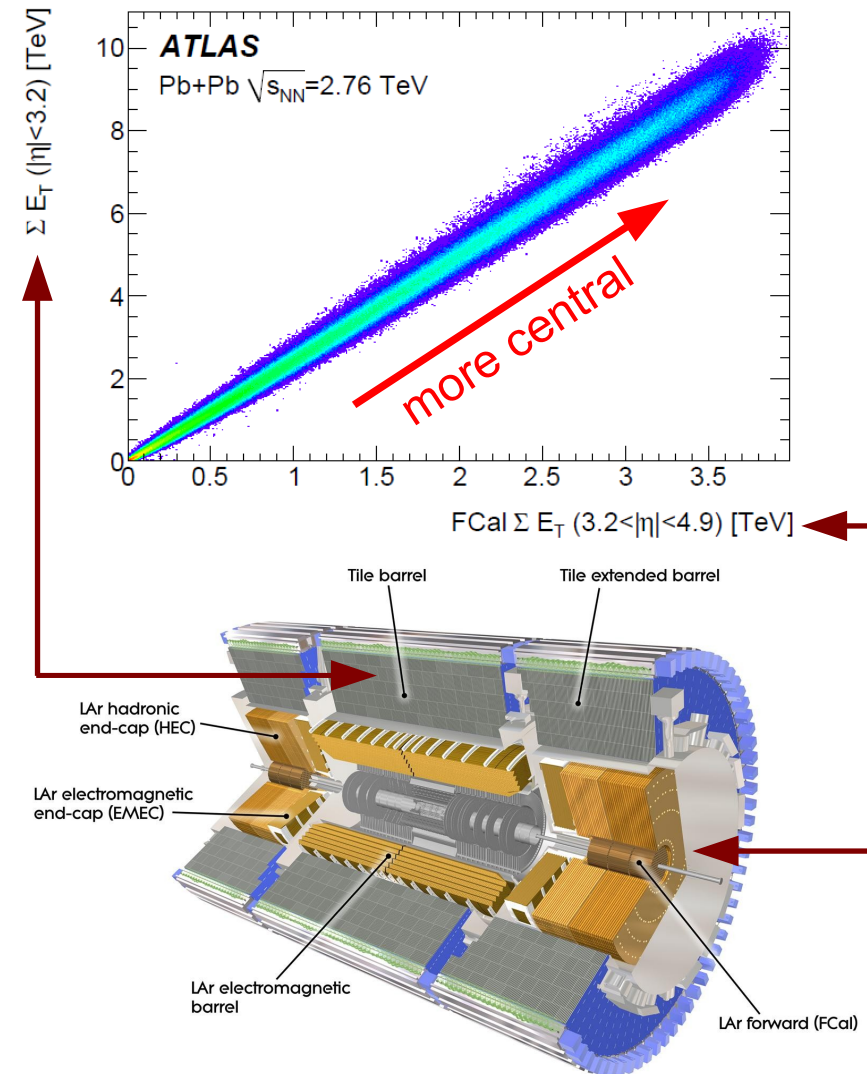 ATLAS
Pb+Pb √sNN=2.76 TeV
Σ ET (|η|<3.2) [TeV]
10
8
6
4
2
0
0 0.5 1 1.5 2 2.5 3 3.5
more central
FCal Σ ET (3.2<|η|<4.9) [TeV]
Tile barrel
Tile extended barrel
LAr hadronic
end-cap (HEC)
LAr electromagnetic
end-cap (EMEC)
LAr electromagnetic
barrel
LAr forward (FCal)